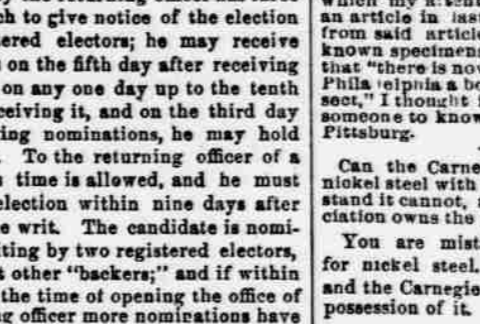 ch to give notice of the election
ered electors; he may receive
on the fifth day after receiving
on any one day up to the tenth
ceiving it, and on the third day
ing nominations, he may hold
. To the returning officer of a
time is allowed, and he must
election within nine days after
e writ. The candidate is nomi-
iting by two registered electors,
t other "backers;" and if within
the time of opening the office of
ng officer more nominations have
an article in last
from said article
known specimens
that "there is nov
Phila elphia a be
sect," I thought i
someone to know
Pittsburg.
Can the Carne
nickel steel with
stand it cannot,
ciation owns the
You are mist
for nickel steel.
and the Carnegie
possession of it.